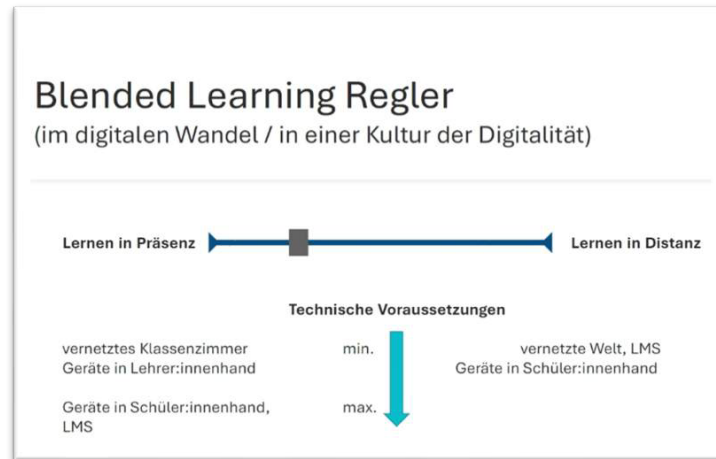 Blended Learning Regler
(im digitalen Wandel / in einer Kultur der Digitalität)
Lernen in Präsenz
Lernen in Distanz
Technische Voraussetzungen
vernetztes Klassenzimmer
Geräte in Lehrer:innenhand
min.
vernetzte Welt, LMS
Geräte in Schüler:innenhand
Geräte in Schüler:innenhand,
LMS
max.